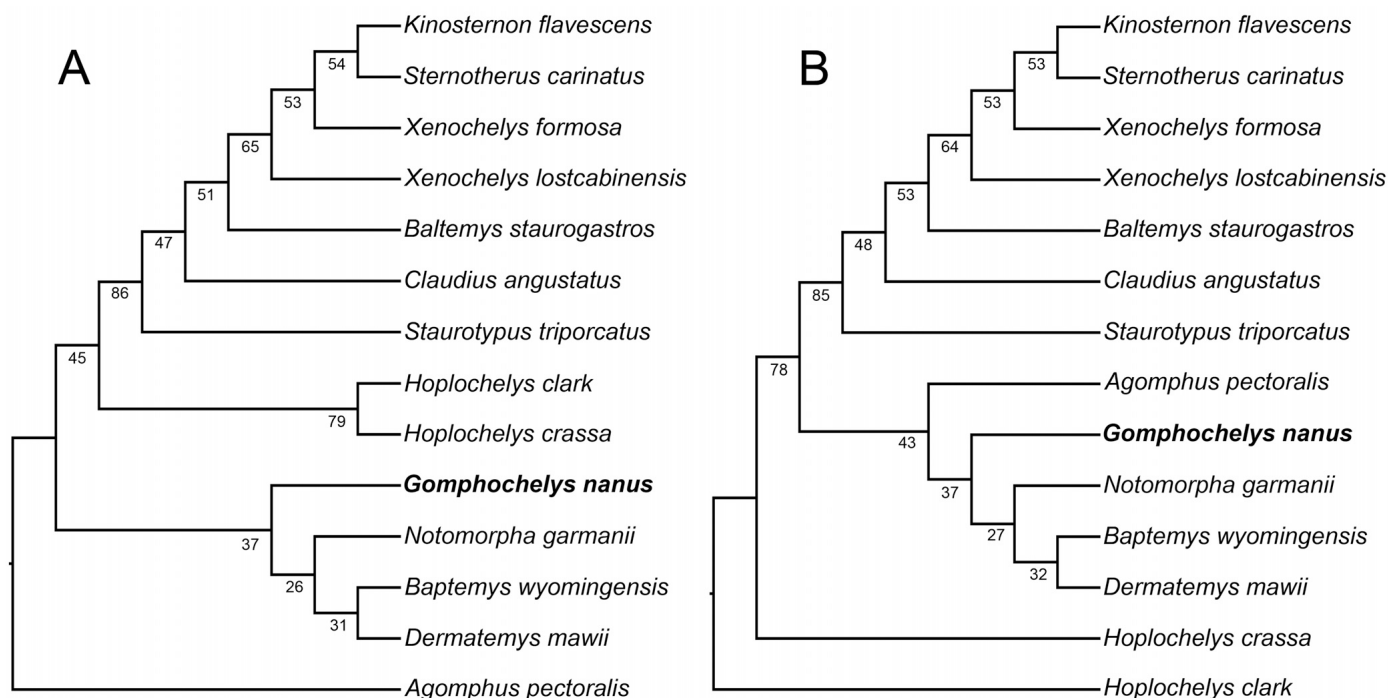 A
Kinosternon flavescens
54
Sternotherus carinatus
53
Xenochelys formosa
65
Xenochelys lostcabinensis
51
Baltemys staurogastros
47
Claudius angustatus
86
Staurotypus triporcatus
45
Hoplochelys clark
79
Hoplochelys crassa
Gomphochelys nanus
37
Notomorpha garmanii
26
Baptemys wyomingensis
31
Dermatemys mawii
Agomphus pectoralis
B
Kinosternon flavescens
53
Sternotherus carinatus
53
Xenochelys formosa
64
Xenochelys lostcabinensis
53
Baltemys staurogastros
48
Claudius angustatus
85
Staurotypus triporcatus
78
Agomphus pectoralis
43
Gomphochelys nanus
37
Notomorpha garmanii
27
Baptemys wyomingensis
32
Dermatemys mawii
Hoplochelys crassa
Hoplochelys clark